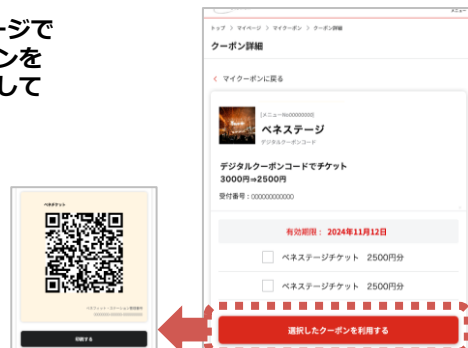 ージで
ンを
して
メニュー
トップ > マイページ > マイクーポン > クーポン詳細
クーポン詳細
< マイクーポンに戻る
[メニューNo00000000]
ベネステージ
デジタルクーポンコード
デジタルクーポンコードでチケット
3000円⇒2500円
受付番号：000000000000
有効期限： 2024年11月12日
ベネステージチケット 2500円分
ベネステージチケット 2500円分
選択したクーポンを利用する
印刷する